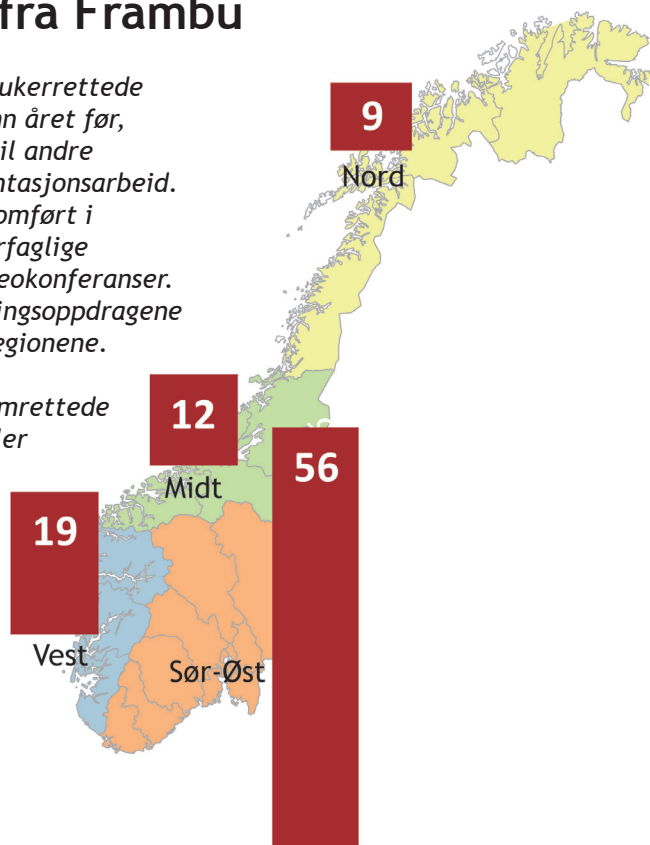 fra Frambu
ukerrettede
nn året før,
il andre
ntasjonsarbeid.
omført i
rfaglige
eokonferanser.
ingsoppdragene
egionene.
mrettede
ler
9
Nord
12
Midt
56
19
Vest
Sør-Øst